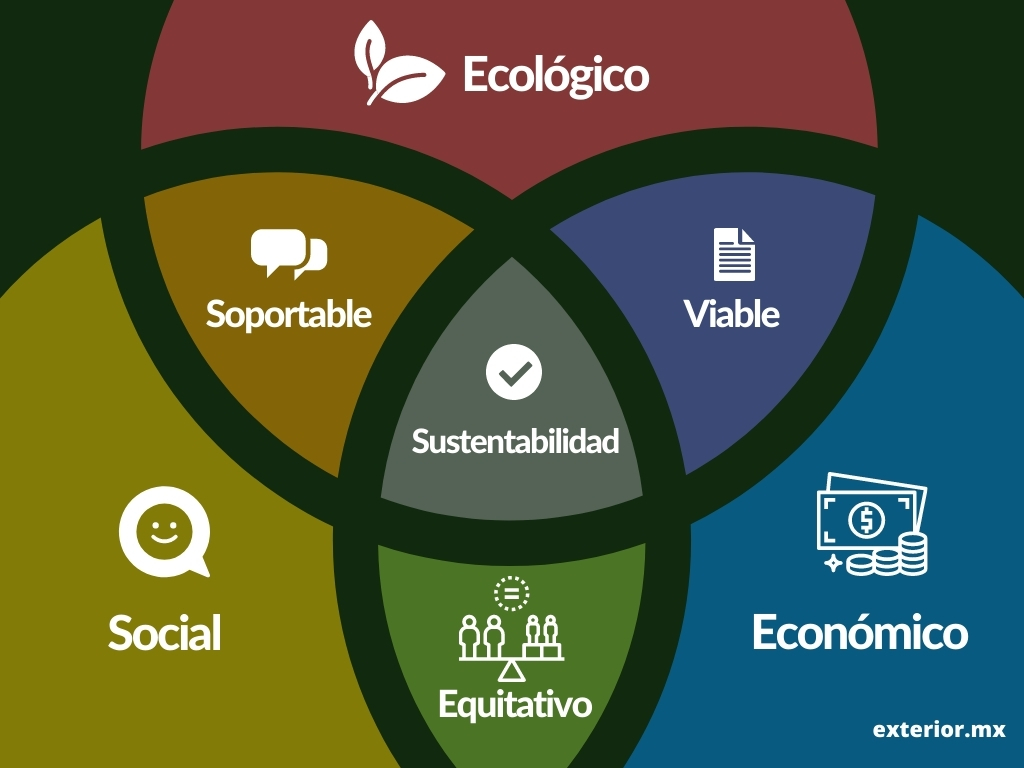 Ecológico
Soportable
Viable
Sustentabilidad
Social
Económico
Equitativo
exterior.mx